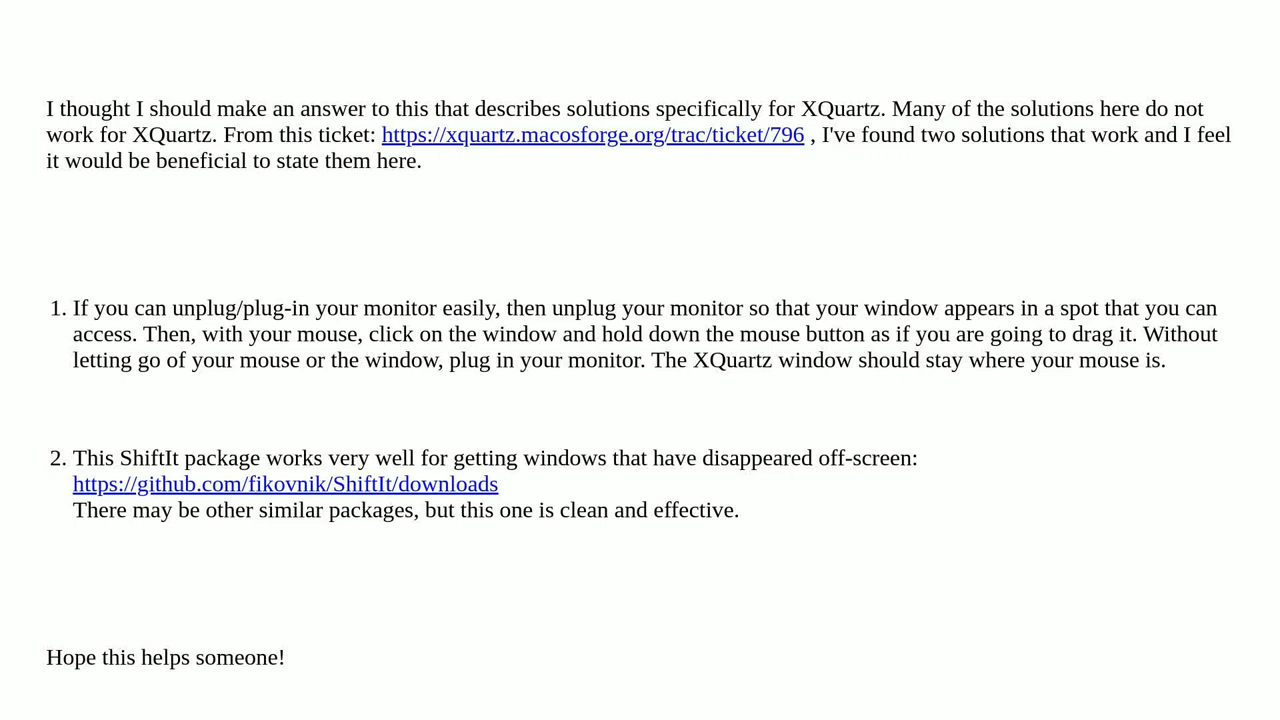 I thought I should make an answer to this that describes solutions specifically for XQuartz. Many of the solutions here do not
work for XQuartz. From this ticket: https://xquartz.macosforge.org/trac/ticket/796 , I've found two solutions that work and I feel
it would be beneficial to state them here.
1. If you can unplug/plug-in your monitor easily, then unplug your monitor so that your window appears in a spot that you can
access. Then, with your mouse, click on the window and hold down the mouse button as if you are going to drag it. Without
letting go of your mouse or the window, plug in your monitor. The XQuartz window should stay where your mouse is.
2. This ShiftIt package works very well for getting windows that have disappeared off-screen:
https://github.com/fikovnik/ShiftIt/downloads
There may be other similar packages, but this one is clean and effective.
Hope this helps someone!